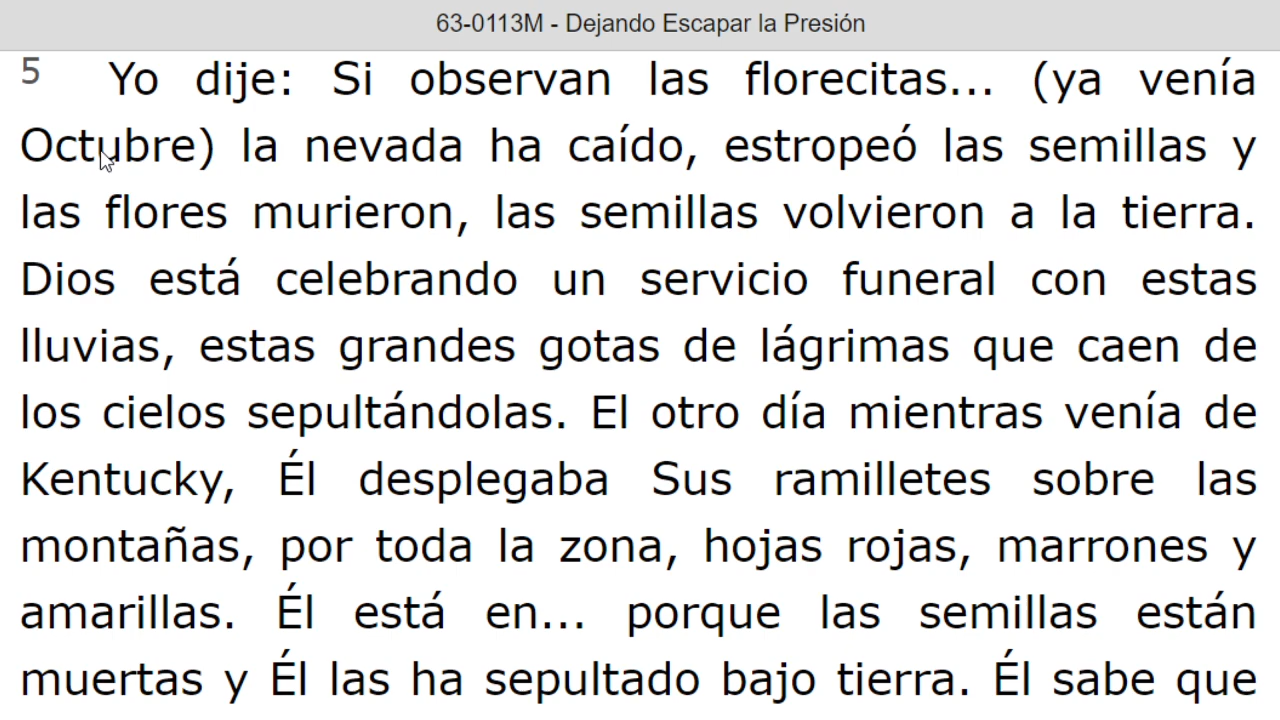 63-0113M - Dejando Escapar la Presión
5 Yo dije: Si observan las florecitas... (ya venía
Octubre) la nevada ha caído, estropeó las semillas y
las flores murieron, las semillas volvieron a la tierra.
Dios está celebrando un servicio funeral con estas
lluvias, estas grandes gotas de lágrimas que caen de
los cielos sepultándolas. El otro día mientras venía de
Kentucky, Él desplegaba Sus ramilletes sobre las
montañas, por toda la zona, hojas rojas, marrones y
amarillas. Él está en... porque las semillas están
muertas y Él las ha sepultado bajo tierra. Él sabe que